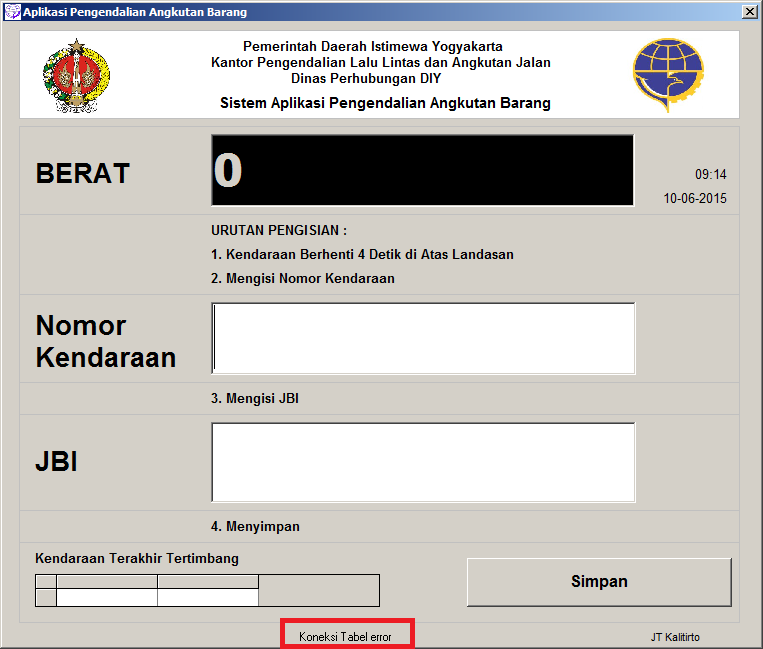 Aplikasi Pengendalian Angkutan Barang
Pemerintah Daerah Istimewa Yogyakarta
Kantor Pengendalian Lalu Lintas dan Angkutan Jalan
Dinas Perhubungan DIY
Sistem Aplikasi Pengendalian Angkutan Barang
BERAT
0
09:14
10-06-2015
URUTAN PENGISIAN :
1. Kendaraan Berhenti 4 Detik di Atas Landasan
2. Mengisi Nomor Kendaraan
Nomor
Kendaraan
3. Mengisi JBI
JBI
4. Menyimpan
Kendaraan Terakhir Tertimbang
Simpan
Koneksi Tabel error
JT Kalitirto